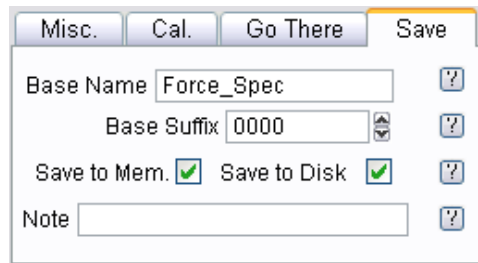 Misc. Cal. Go There Save
Base Name Force_Spec ?
Base Suffix 0000 ?
Save to Mem. Save to Disk ?
Note ?